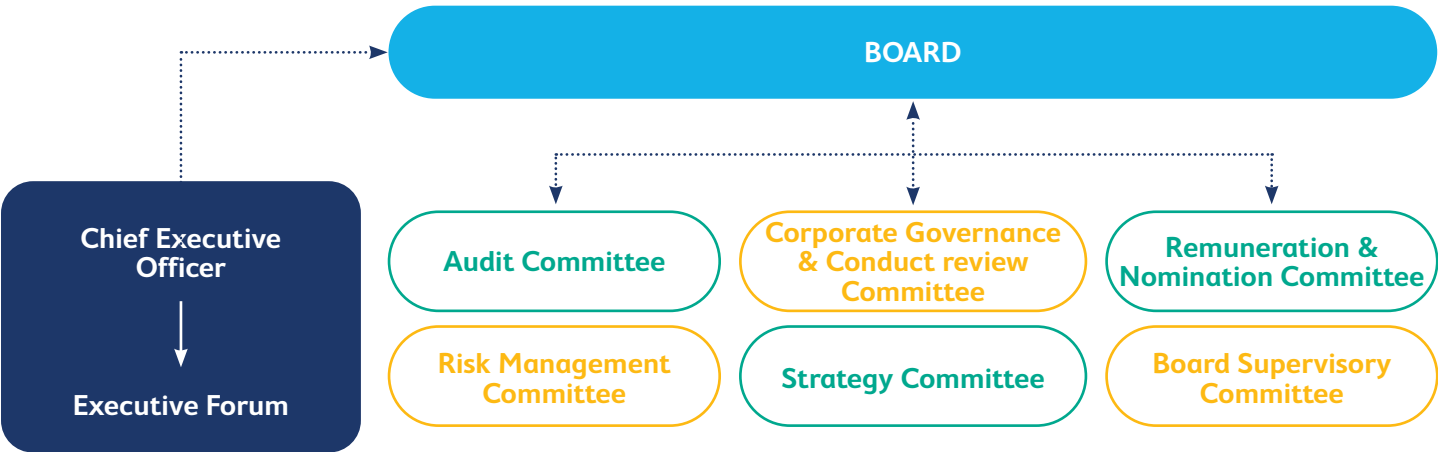 BOARD
Chief Executive
Officer
Executive Forum
Audit Committee
Corporate Governance
& Conduct review
Committee
Remuneration &
Nomination Committee
Risk Management
Committee
Strategy Committee
Board Supervisory
Committee